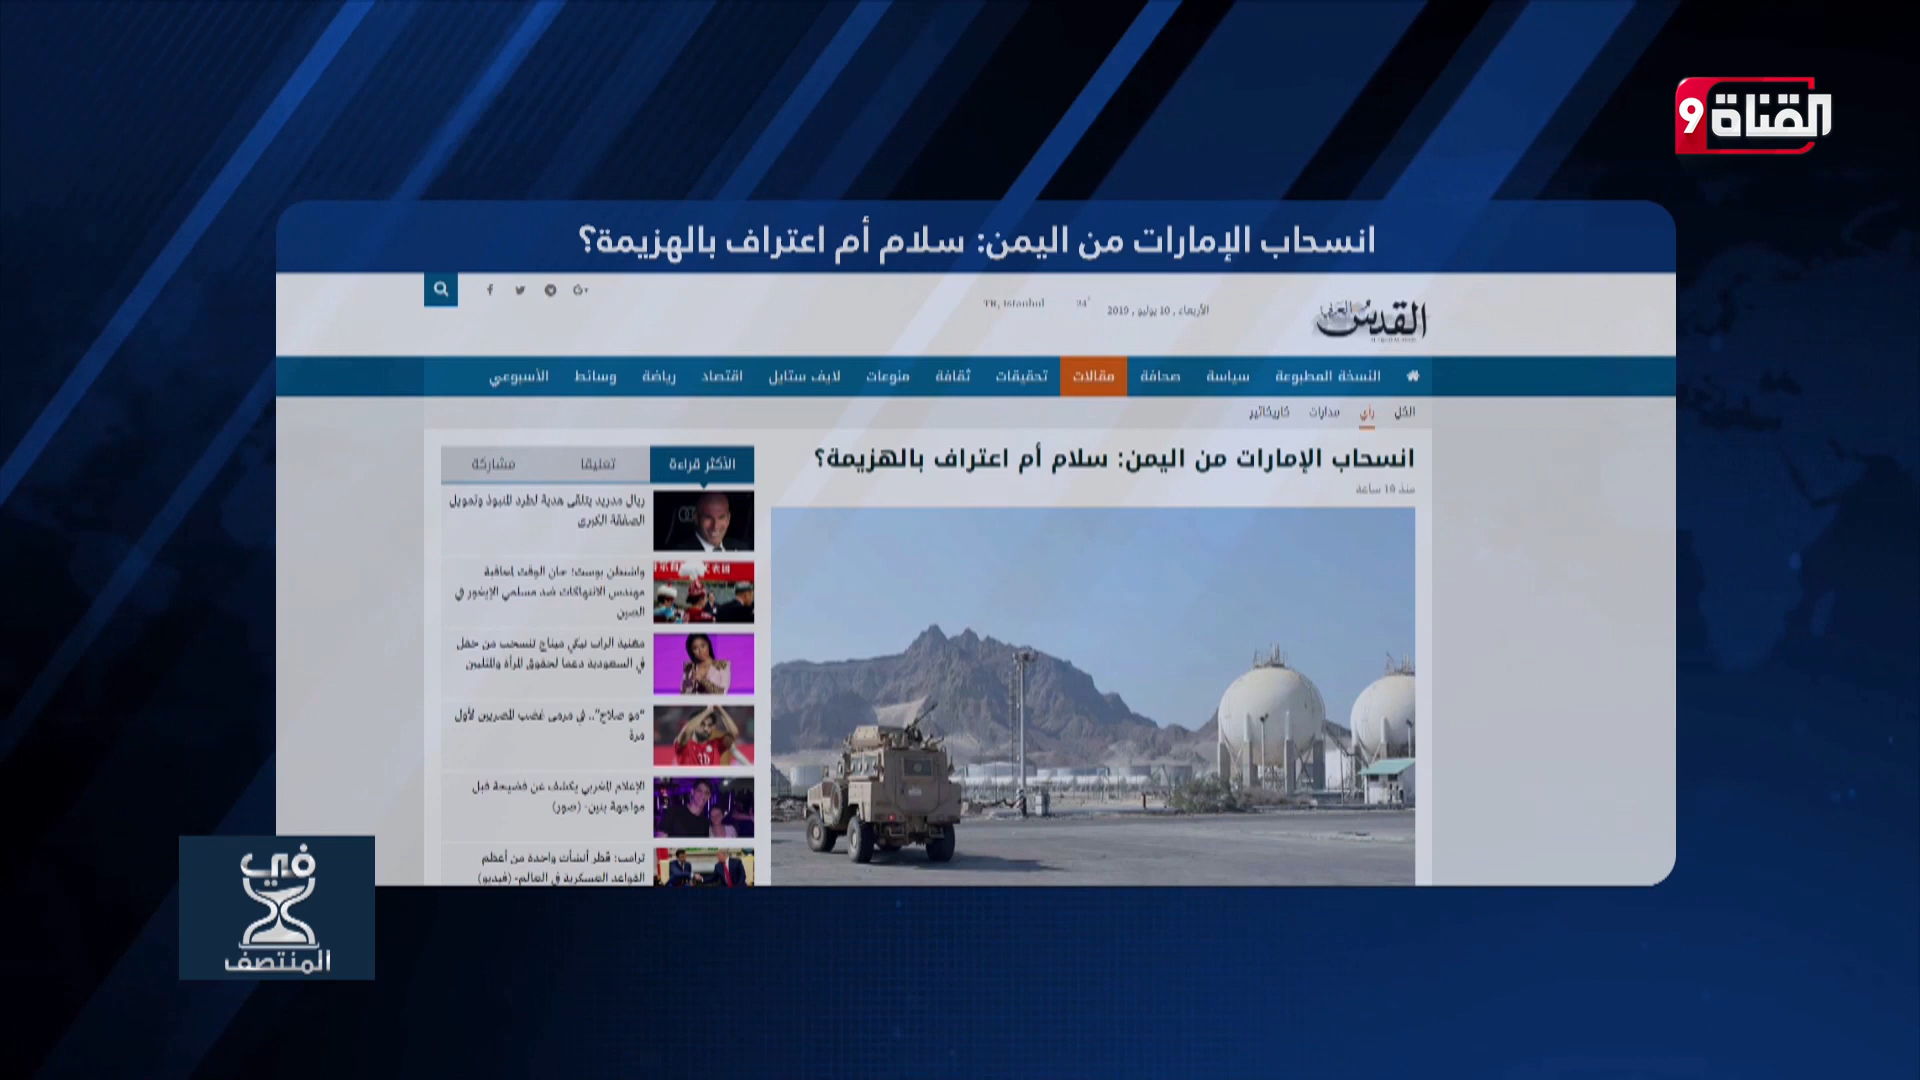 القناة 9
انسحاب الإمارات من اليمن: سلام أم اعتراف بالهزيمة؟
القدس العربي
الأربعاء , 10 يوليو , 2019
24°
TR, Istanbul
النسخة المطبوعة سياسة صحافة مقالات تحقيقات ثقافة منوعات لايف ستايل اقتصاد رياضة وسائط الأسبوعي
الكل رأي مدارات كاريكاتير
انسحاب الإمارات من اليمن: سلام أم اعتراف بالهزيمة؟
منذ 10 ساعة
الأكثر قراءة تعليقا مشاركة
ريال مدريد يتلقى هدية لطرد المنبوذ وتمويل
الصفقة الكبرى
واشنطن بوست: حان الوقت لمعاقبة
مهندس الانتهاكات ضد مسلمي الإيغور في
الصين
مغنية الراب نيكي ميناج تنسحب من حفل
في السعودية دعما لحقوق المرأة والمثليين
“مو صلاح”.. في مرمى غضب المصريين لأول
مرة
الإعلام المغربي يكشف عن فضيحة قبل
مواجهة بنين- (صور)
ترامب: قطر أنشأت واحدة من أعظم
القواعد العسكرية في العالم- (فيديو)
في
المنتصف